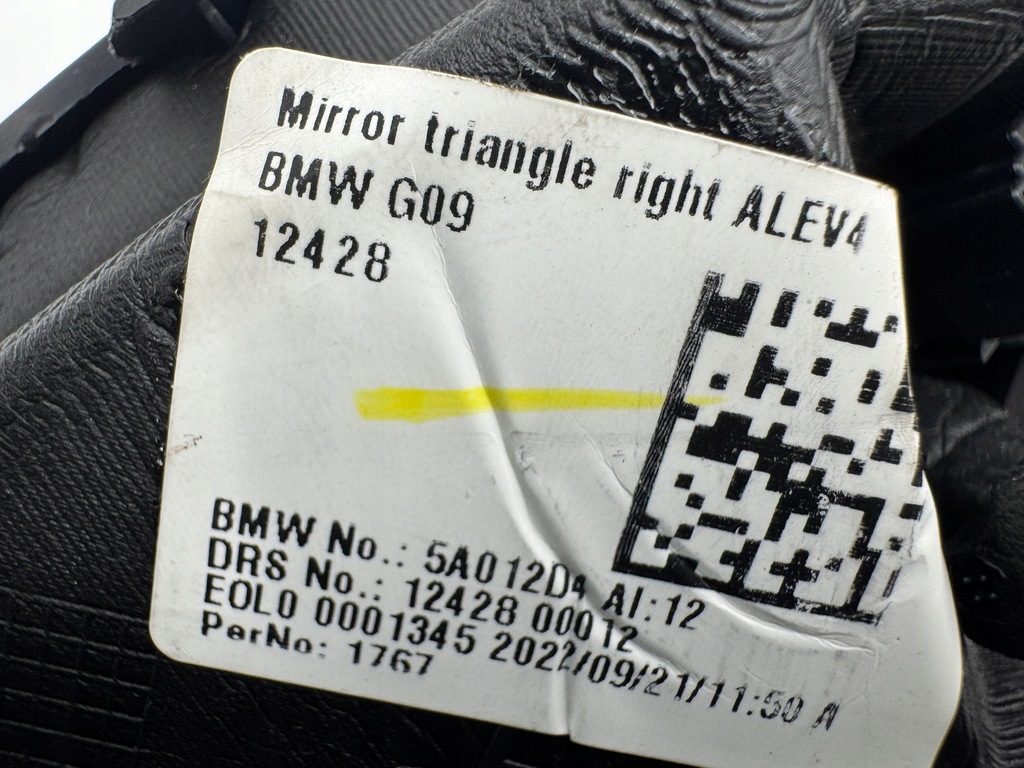 Mirror triangle right ALEV4
BMW G09
12428
BMW No.: 5A012D4 AI:12
DRS No.: 12428 00012
EOL0 0001345 2022/09/21/11:50 A
PerNo: 1767